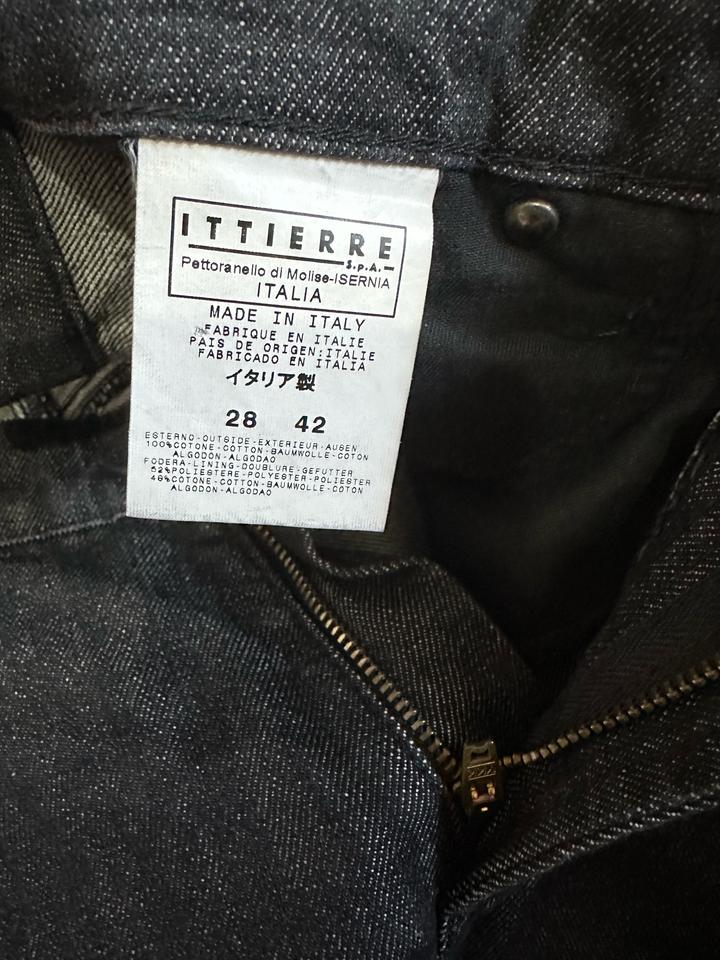 ITTIERRE
S.p.A.
Pettoranello di Molise-ISERNIA
ITALIA
MADE IN ITALY
FABRIQUE EN ITALIE
PAIS DE ORIGEN:ITALIE
FABRICADO EN ITALIA
イタリア製
28 42
ESTERNO-OUTSIDE-EXTERIEUR-AUßEN
100%COTONE-COTTON-BAUMWOLLE-COTON
ALGODON-ALGODAO
FODERA-LINING-DOUBLURE-GEFUTTER
52%POLIESTERE-POLYESTER-POLIESTER
48%COTONE-COTTON-BAUMWOLLE-COTON
ALGODON-ALGODAO